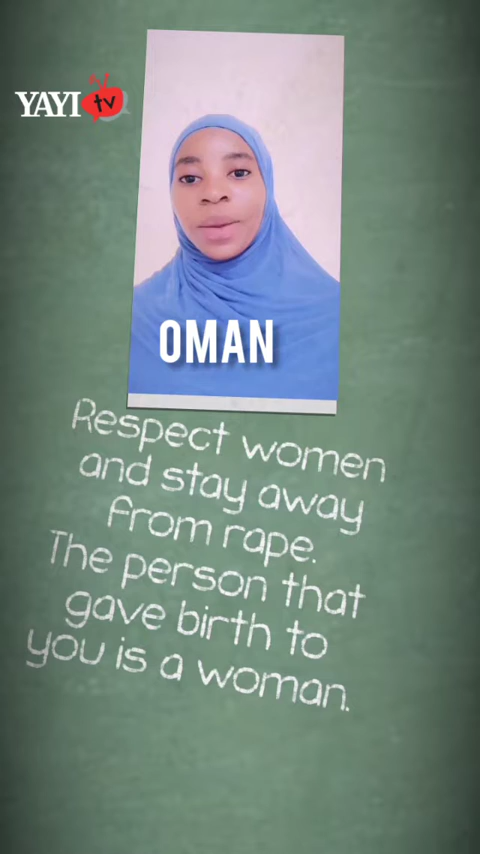 YAYI tv
OMAN
Respect women
and stay away
from rape.
The person that
gave birth to
you is a woman.